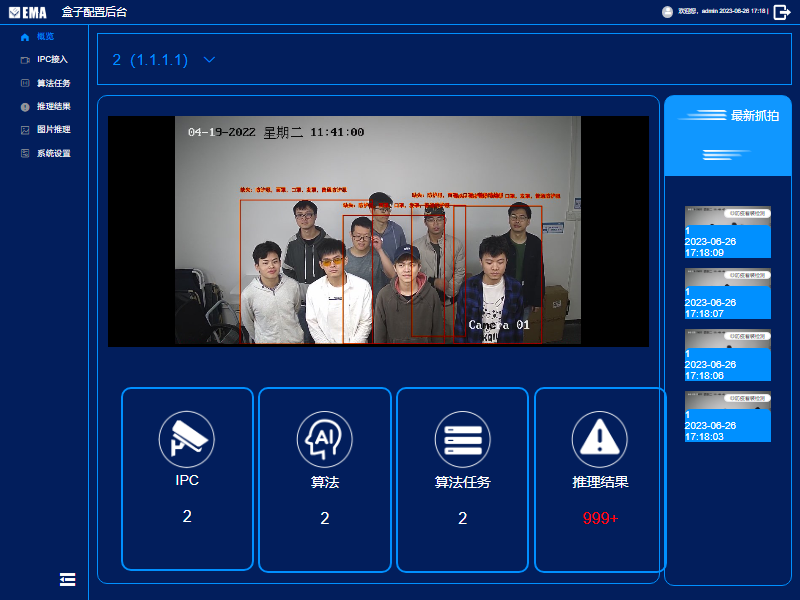 EMA 盒子配置后台
欢迎您，admin 2023-06-26 17:18 |
概览
IPC接入
算法任务
推理结果
图片推理
系统设置
2（1.1.1.1）
04-19-2022 星期二 11:41:00
Camera 01
最新抓拍
1
2023-06-26
17:18:09
1
2023-06-26
17:18:07
1
2023-06-26
17:18:06
1
2023-06-26
17:18:03
IPC
2
AI
算法
2
算法任务
2
推理结果
999+